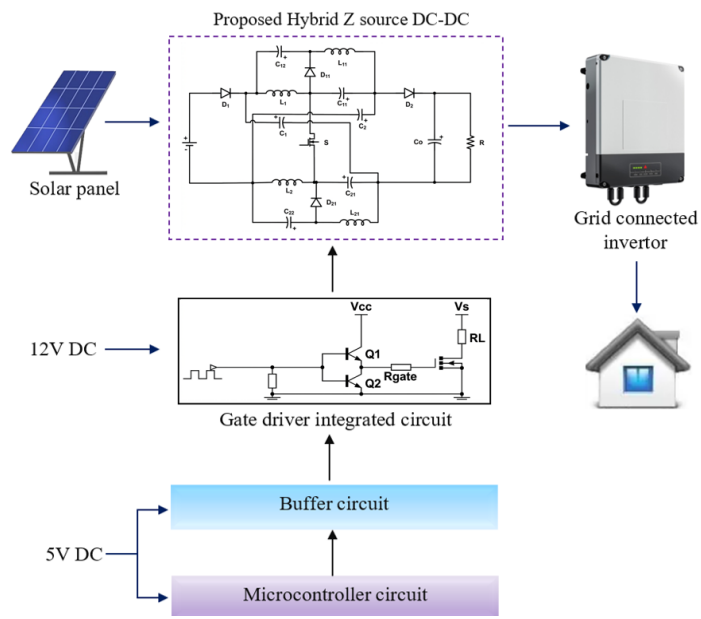 Proposed Hybrid Z source DC-DC
C12
L11
D11
D1
L1
C11
D2
C1
C2
S
Co
R
L2
C21
D21
C22
L21
Solar panel
Grid connected
invertor
Vcc
Vs
RL
12V DC
Q1
Rgate
Q2
Gate driver integrated circuit
Buffer circuit
5V DC
Microcontroller circuit